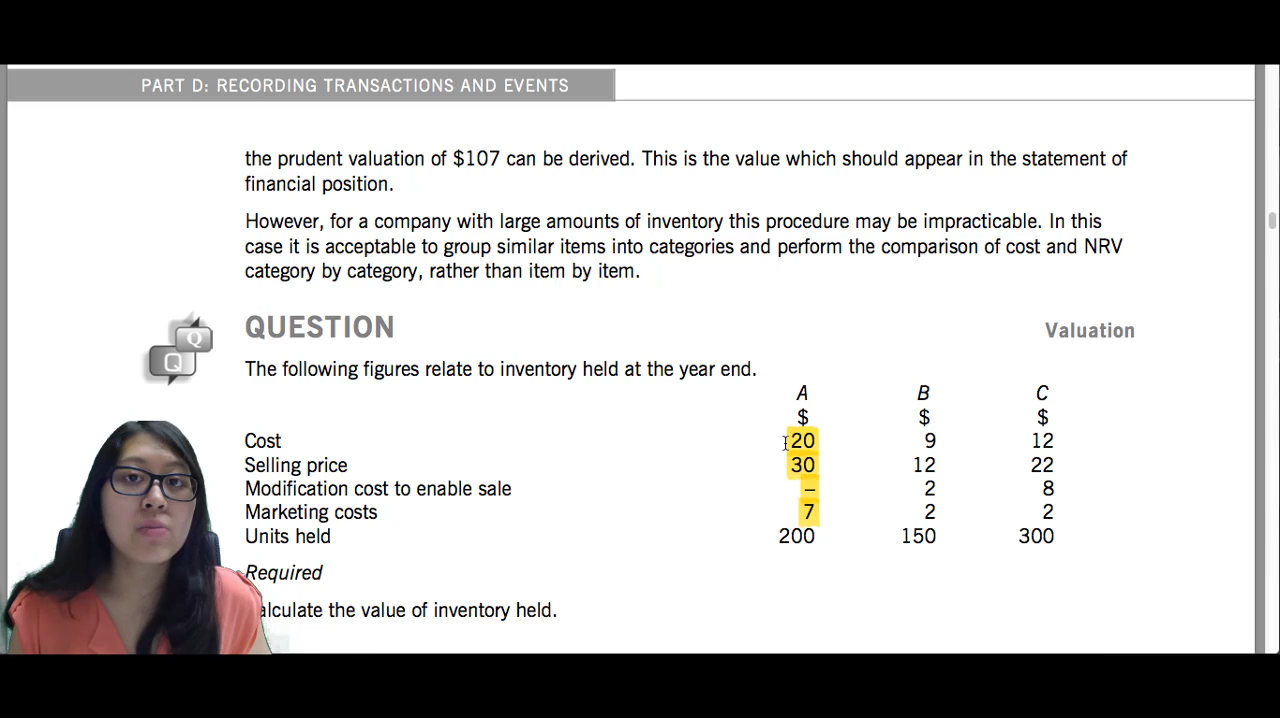 PART D: RECORDING TRANSACTIONS AND EVENTS
the prudent valuation of $107 can be derived. This is the value which should appear in the statement of
financial position.
However, for a company with large amounts of inventory this procedure may be impracticable. In this
case it is acceptable to group similar items into categories and perform the comparison of cost and NRV
category by category, rather than item by item.
Q
Q
QUESTION
Valuation
The following figures relate to inventory held at the year end.
A B C
$ $ $
Cost 20 9 12
Selling price 30 12 22
Modification cost to enable sale – 2 8
Marketing costs 7 2 2
Units held 200 150 300
Required
alculate the value of inventory held.